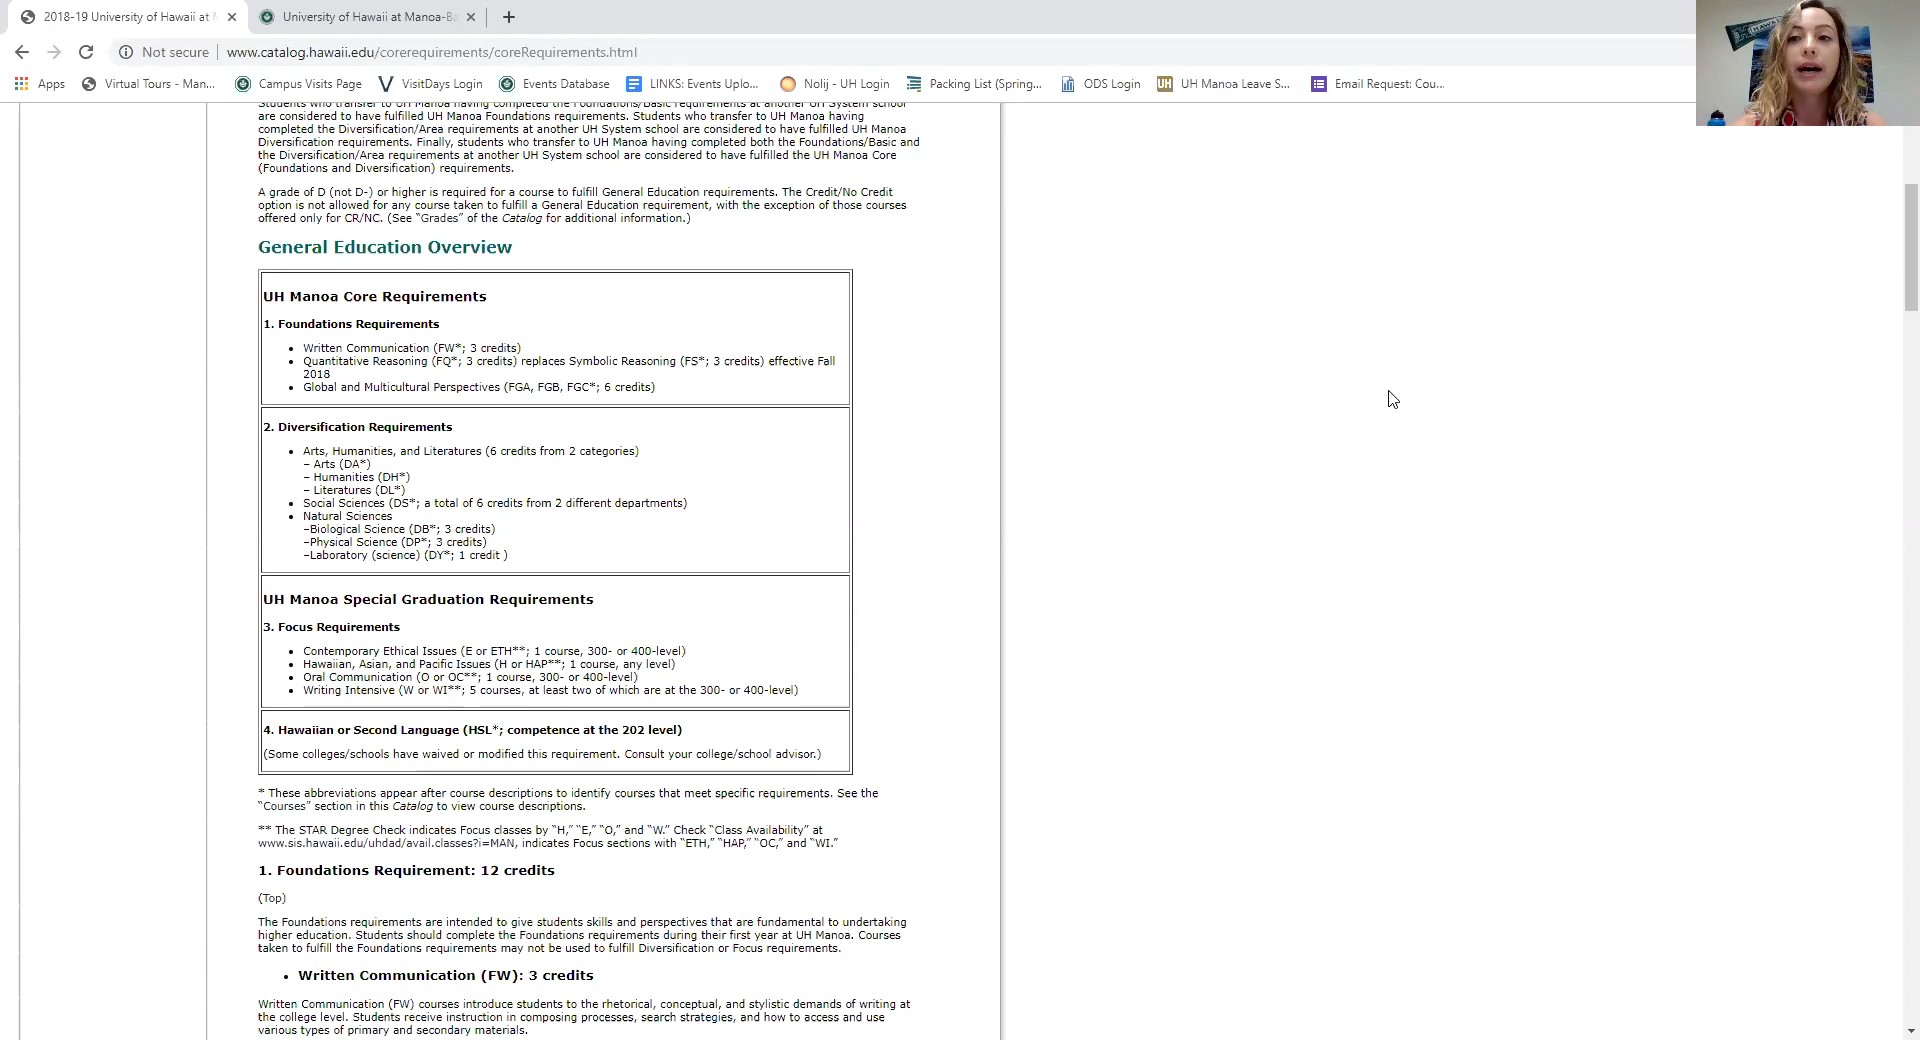 2018-19 University of Hawaii at M
University of Hawaii at Manoa-Ba
Not secure
www.catalog.hawaii.edu/corerequirements/coreRequirements.html
Apps
Virtual Tours - Man...
Campus Visits Page
VisitDays Login
Events Database
LINKS: Events Uplo...
Nolij - UH Login
Packing List (Spring...
ODS Login
UH Manoa Leave S...
Email Request: Cou...
Students who transfer to UH Manoa having completed the Foundations/Basic requirements at another UH System school
are considered to have fulfilled UH Manoa Foundations requirements. Students who transfer to UH Manoa having
completed the Diversification/Area requirements at another UH System school are considered to have fulfilled UH Manoa
Diversification requirements. Finally, students who transfer to UH Manoa having completed both the Foundations/Basic and
the Diversification/Area requirements at another UH System school are considered to have fulfilled the UH Manoa Core
(Foundations and Diversification) requirements.
A grade of D (not D-) or higher is required for a course to fulfill General Education requirements. The Credit/No Credit
option is not allowed for any course taken to fulfill a General Education requirement, with the exception of those courses
offered only for CR/NC. (See “Grades” of the Catalog for additional information.)
General Education Overview
UH Manoa Core Requirements
1. Foundations Requirements
• Written Communication (FW*; 3 credits)
• Quantitative Reasoning (FQ*; 3 credits) replaces Symbolic Reasoning (FS*; 3 credits) effective Fall
2018
• Global and Multicultural Perspectives (FGA, FGB, FGC*; 6 credits)
2. Diversification Requirements
• Arts, Humanities, and Literatures (6 credits from 2 categories)
– Arts (DA*)
– Humanities (DH*)
– Literatures (DL*)
• Social Sciences (DS*; a total of 6 credits from 2 different departments)
• Natural Sciences
–Biological Science (DB*; 3 credits)
–Physical Science (DP*; 3 credits)
–Laboratory (science) (DY*; 1 credit )
UH Manoa Special Graduation Requirements
3. Focus Requirements
• Contemporary Ethical Issues (E or ETH**; 1 course, 300- or 400-level)
• Hawaiian, Asian, and Pacific Issues (H or HAP**; 1 course, any level)
• Oral Communication (O or OC**; 1 course, 300- or 400-level)
• Writing Intensive (W or WI**; 5 courses, at least two of which are at the 300- or 400-level)
4. Hawaiian or Second Language (HSL*; competence at the 202 level)
(Some colleges/schools have waived or modified this requirement. Consult your college/school advisor.)
* These abbreviations appear after course descriptions to identify courses that meet specific requirements. See the
“Courses” section in this Catalog to view course descriptions.
** The STAR Degree Check indicates Focus classes by “H,” “E,” “O,” and “W.” Check “Class Availability” at
www.sis.hawaii.edu/uhdad/avail.classes?i=MAN, indicates Focus sections with “ETH,” “HAP,” “OC,” and “WI.”
1. Foundations Requirement: 12 credits
(Top)
The Foundations requirements are intended to give students skills and perspectives that are fundamental to undertaking
higher education. Students should complete the Foundations requirements during their first year at UH Manoa. Courses
taken to fulfill the Foundations requirements may not be used to fulfill Diversification or Focus requirements.
• Written Communication (FW): 3 credits
Written Communication (FW) courses introduce students to the rhetorical, conceptual, and stylistic demands of writing at
the college level. Students receive instruction in composing processes, search strategies, and how to access and use
various types of primary and secondary materials.